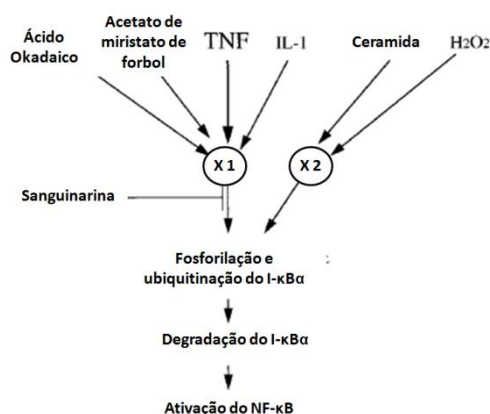 Ácido
Okadaico
Acetato de
miristato de
forbol
TNF
IL-1
Ceramida
H2O2
X 1
X 2
Sanguinarina
Fosforilação e
ubiquitinação do I-κBα
:
Degradação do I-κBα
Ativação do NF-κB